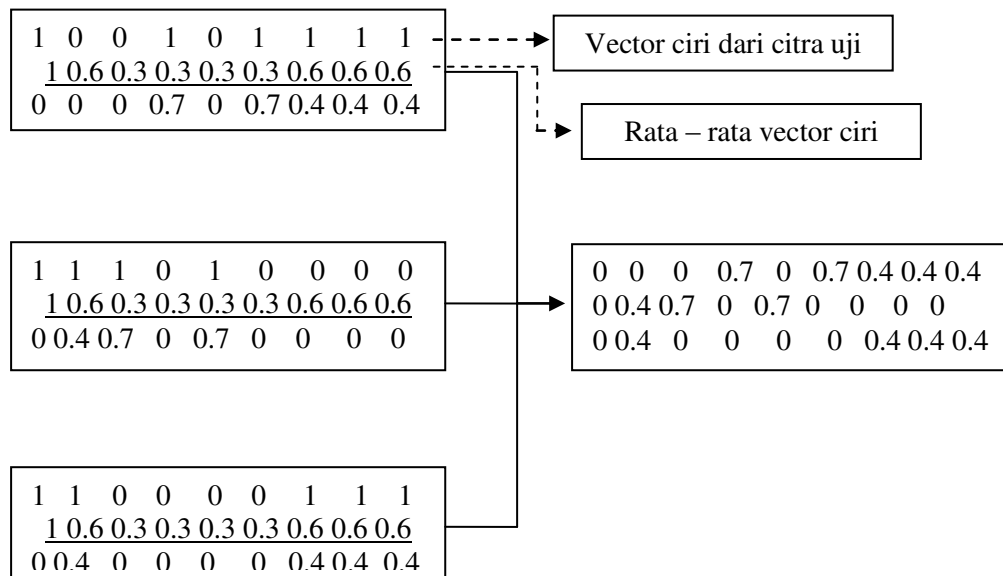 1 0 0 1 0 1 1 1 1
1 0.6 0.3 0.3 0.3 0.3 0.6 0.6 0.6
0 0 0 0.7 0 0.7 0.4 0.4 0.4
Vector ciri dari citra uji
Rata – rata vector ciri
1 1 1 0 1 0 0 0 0
1 0.6 0.3 0.3 0.3 0.3 0.6 0.6 0.6
0 0.4 0.7 0 0.7 0 0 0 0
0 0 0 0.7 0 0.7 0.4 0.4 0.4
0 0.4 0.7 0 0.7 0 0 0 0
0 0.4 0 0 0 0 0.4 0.4 0.4
1 1 0 0 0 0 1 1 1
1 0.6 0.3 0.3 0.3 0.3 0.6 0.6 0.6
0 0.4 0 0 0 0 0.4 0.4 0.4